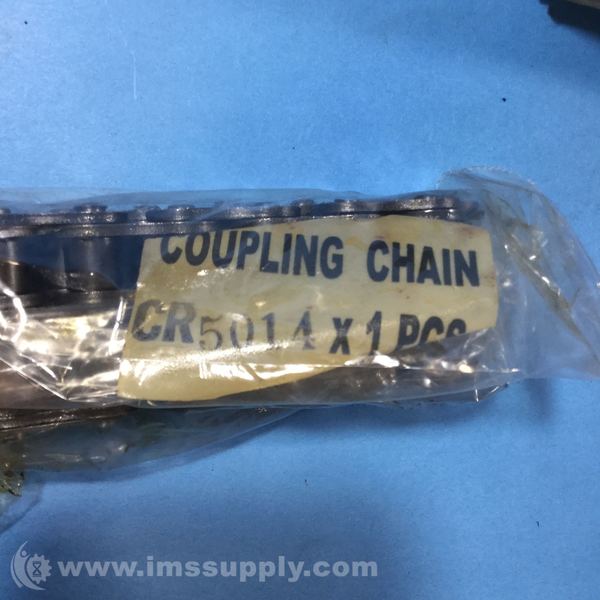 COUPLING CHAIN
CR5014 X 1 PCS
www.imssupply.com